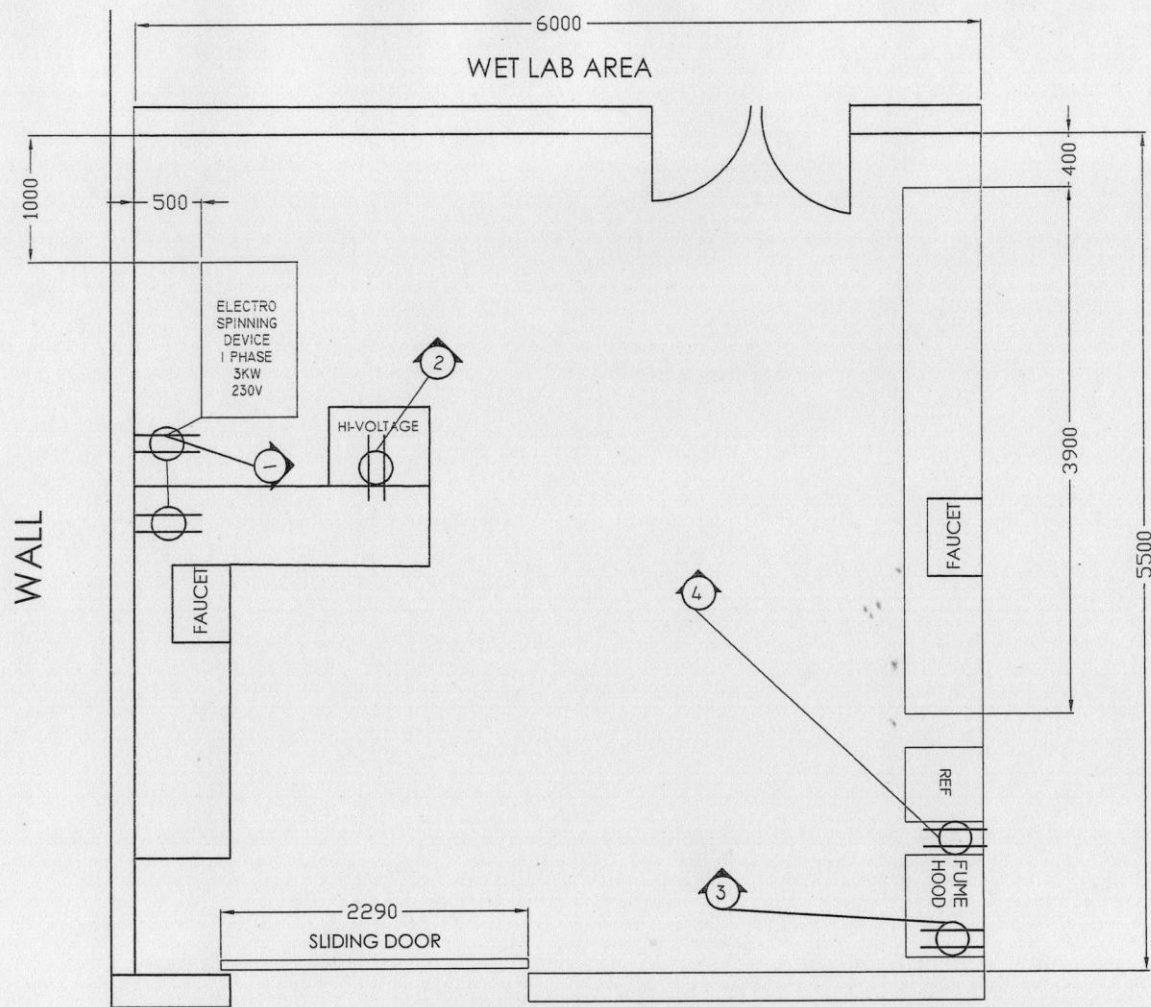 6000
WET LAB AREA
1000
500
400
ELECTRO
SPINNING
DEVICE
1 PHASE
3KW
230V
2
HI-VOLTAGE
1
3900
5500
WALL
FAUCET
FAUCET
4
REF
FUME
HOOD
3
2290
SLIDING DOOR